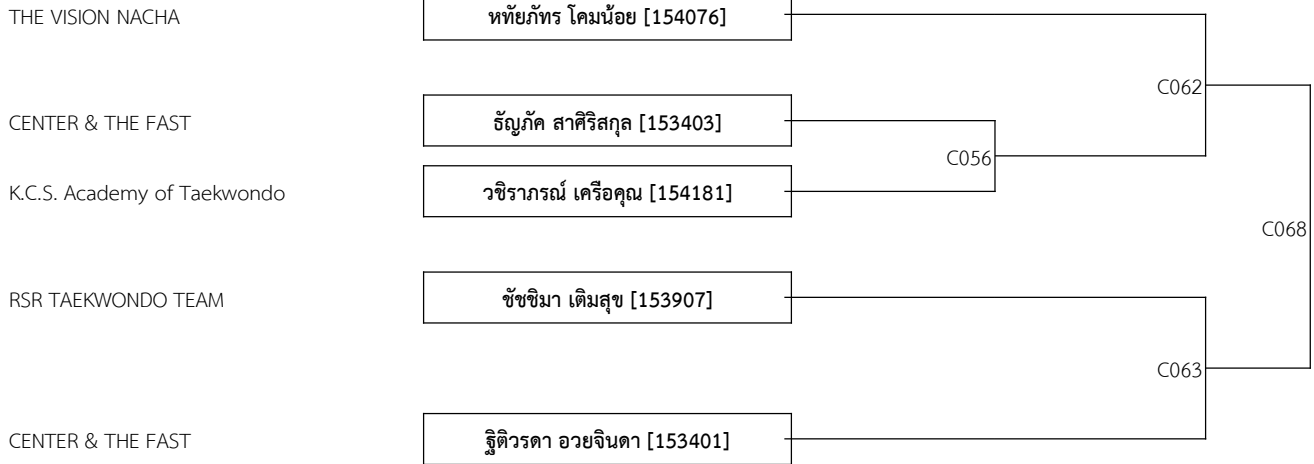 THE VISION NACHA หทัยภัทร โคมน้อย [154076]
C062
CENTER & THE FAST ธัญภัค สาศิริสกุล [153403]
C056
K.C.S. Academy of Taekwondo วชิราภรณ์ เครือคุณ [154181]
C068
RSR TAEKWONDO TEAM ชัชชิมา เติมสุข [153907]
C063
CENTER & THE FAST ฐิติวรดา อวยจินดา [153401]